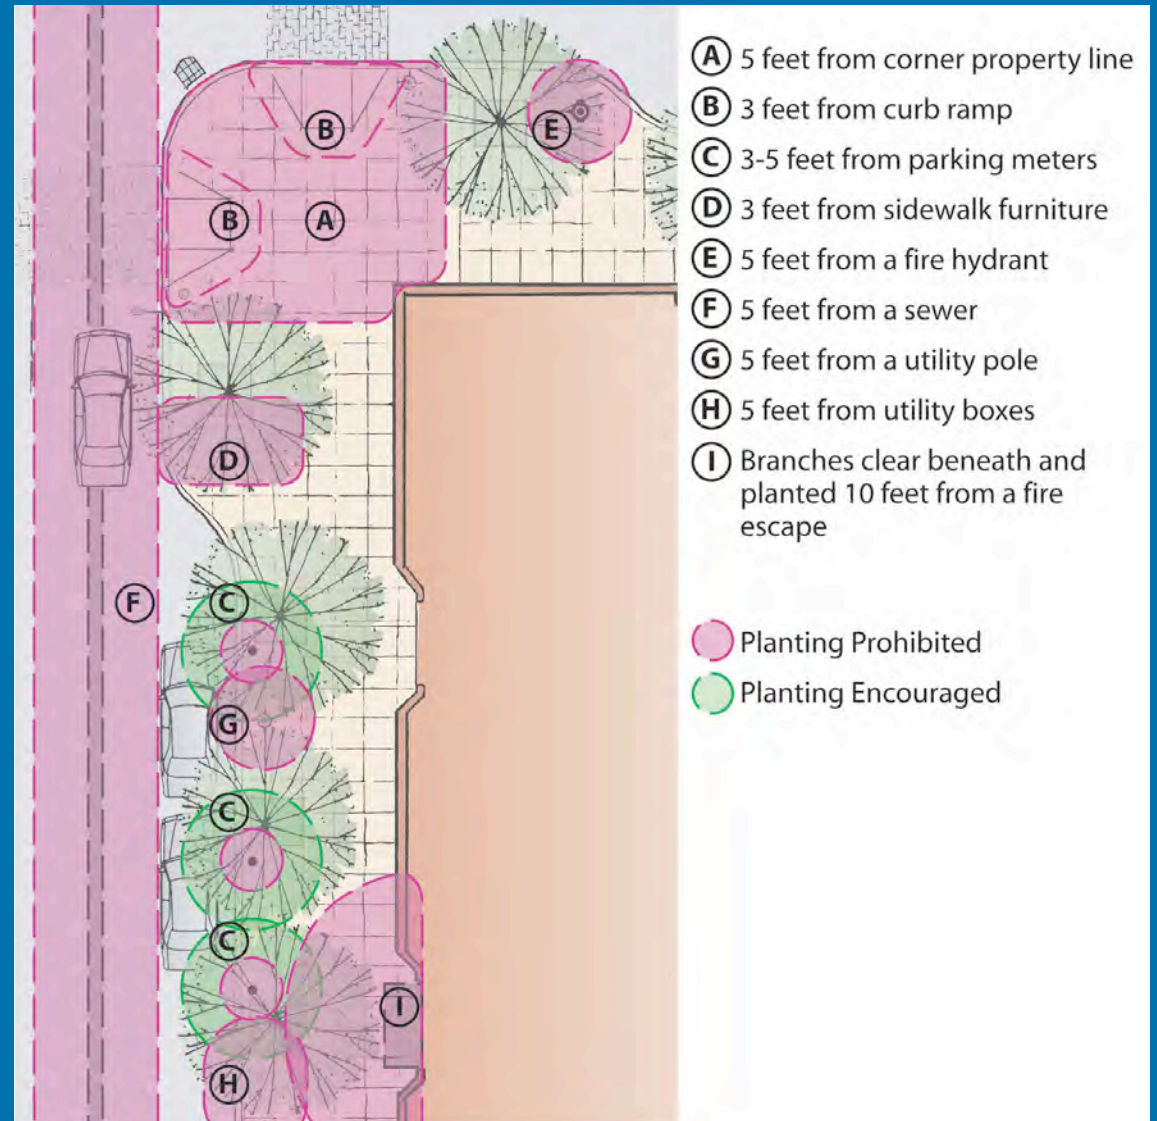 A 5 feet from corner property line
B 3 feet from curb ramp
C 3-5 feet from parking meters
D 3 feet from sidewalk furniture
E 5 feet from a fire hydrant
F 5 feet from a sewer
G 5 feet from a utility pole
H 5 feet from utility boxes
I Branches clear beneath and
planted 10 feet from a fire
escape
Planting Prohibited
Planting Encouraged
B
E
B
A
D
F
C
G
C
C
I
H